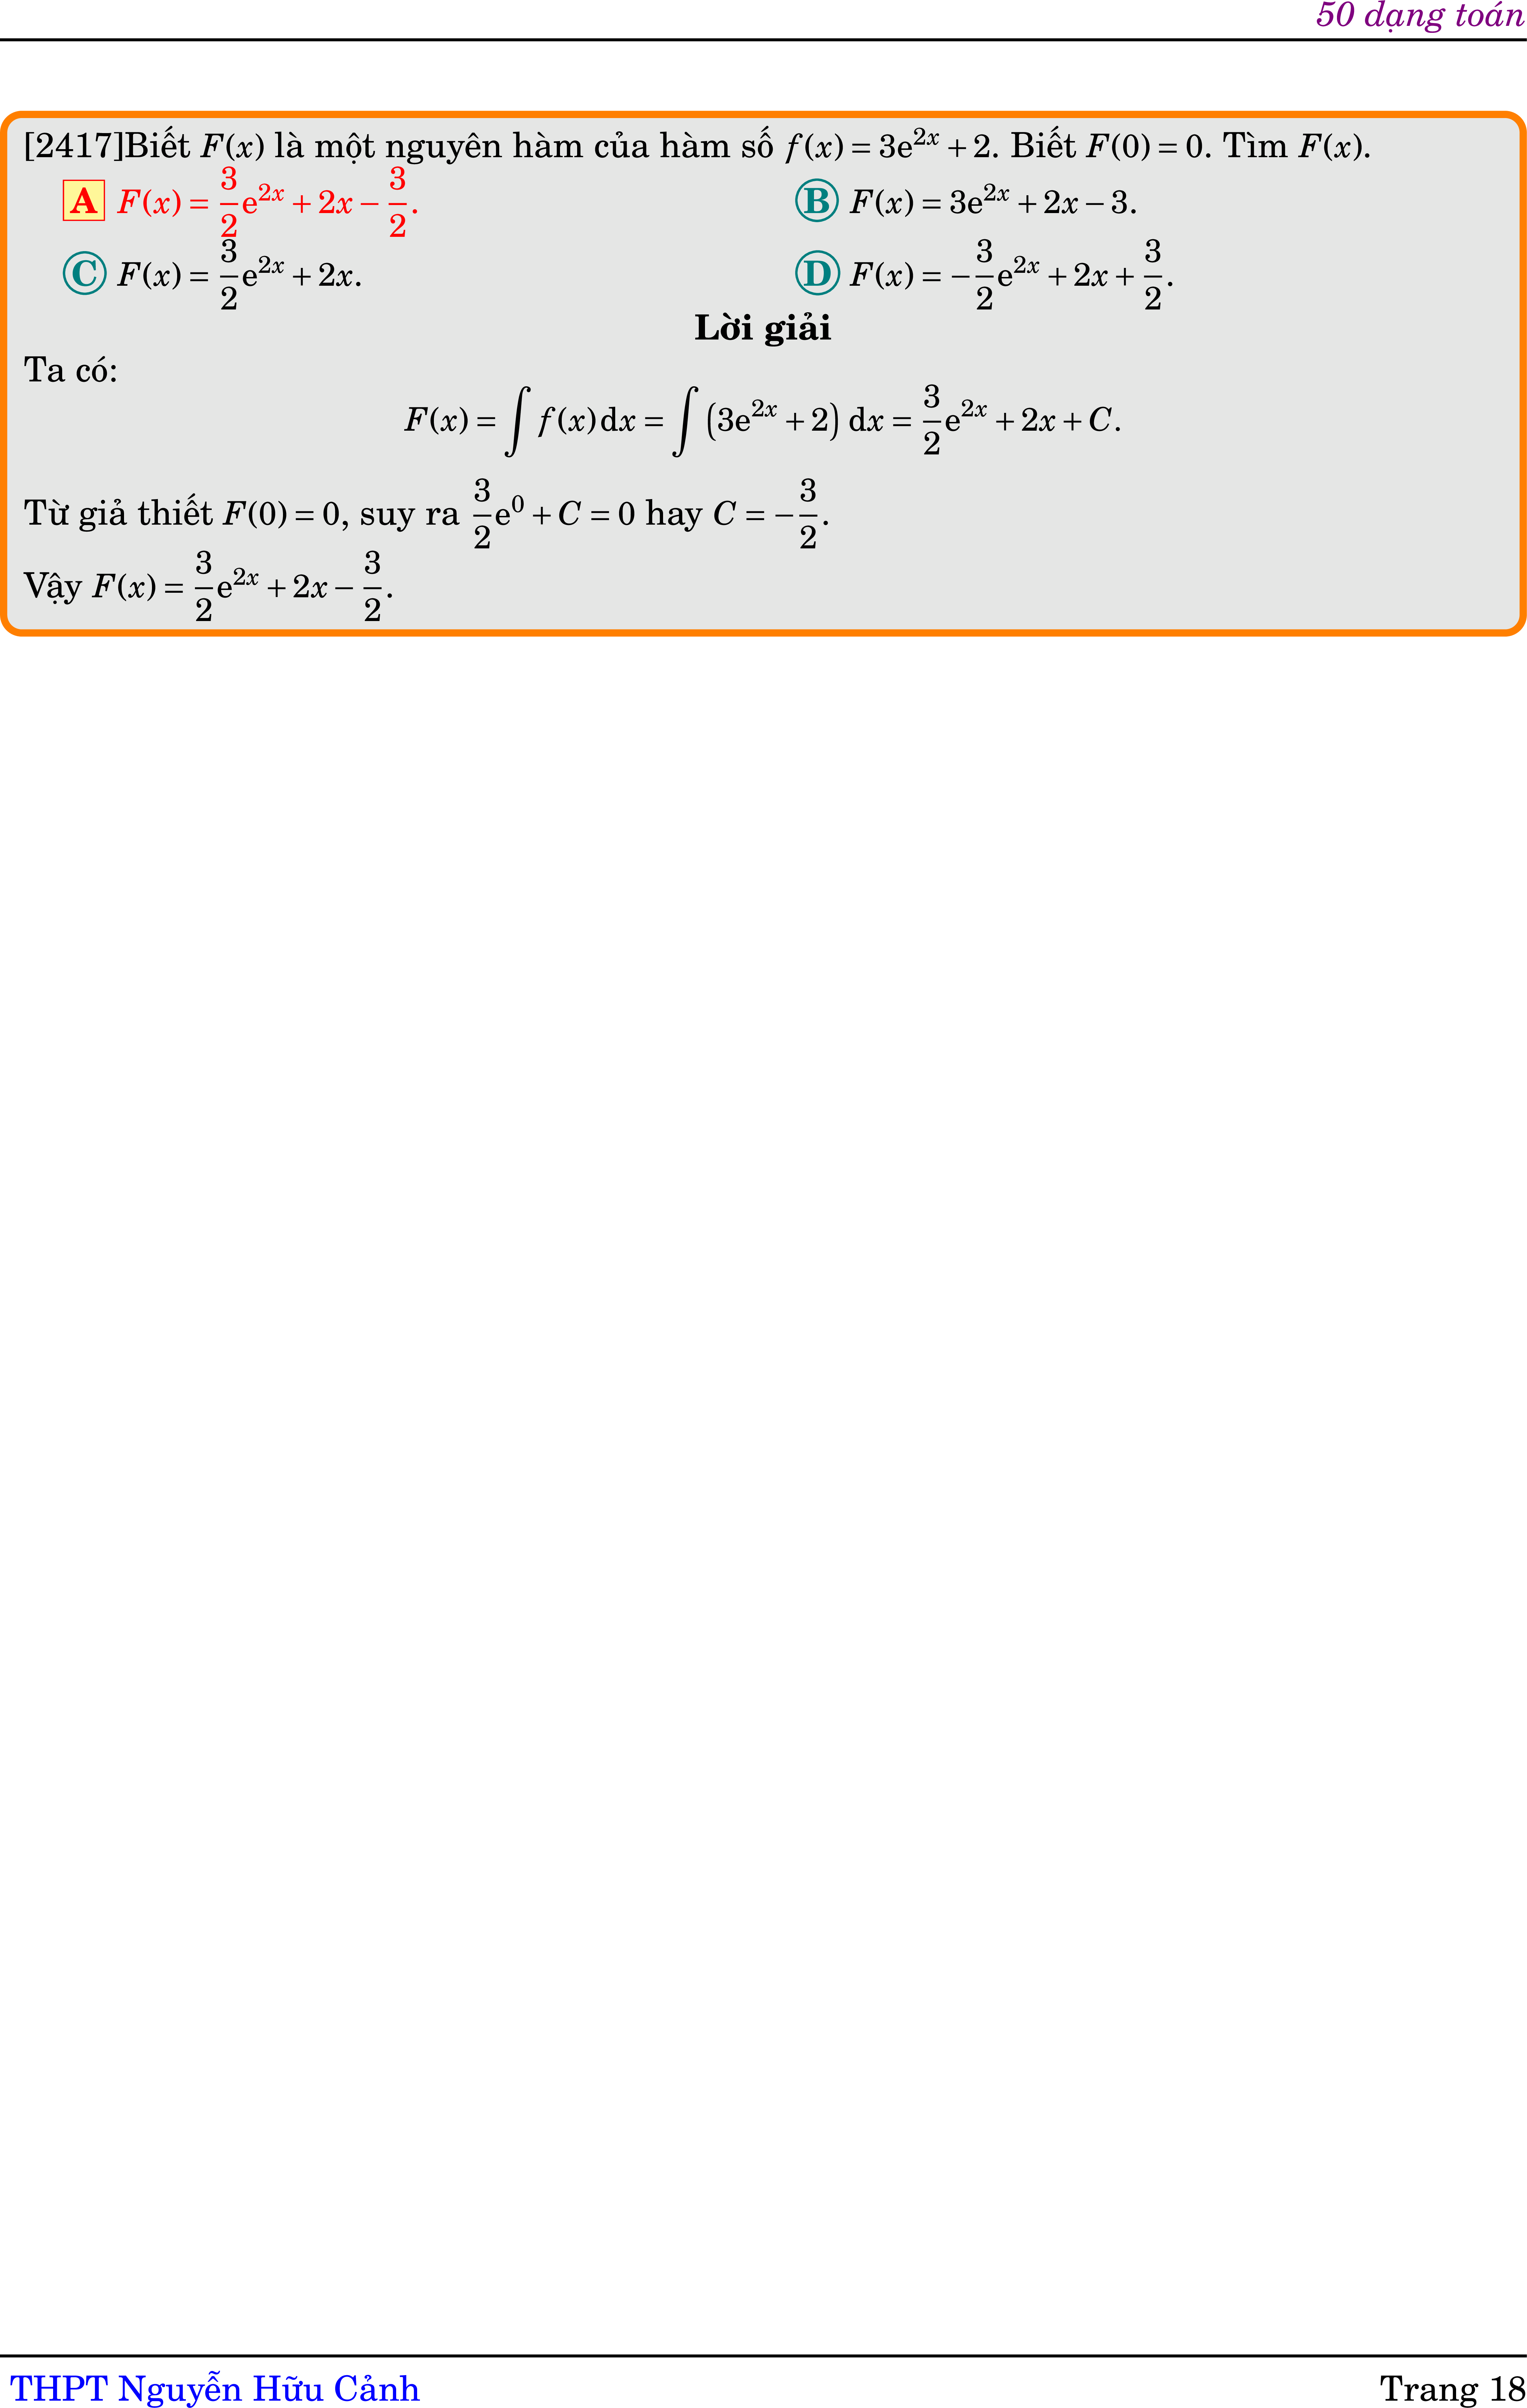 50 dạng toán
[2417]Biết F(x) là một nguyên hàm của hàm số f(x) = 3e^{2x} + 2. Biết F(0) = 0. Tìm F(x).
A F(x) = \frac{3}{2}e^{2x} + 2x − \frac{3}{2}. B F(x) = 3e^{2x} + 2x − 3.
C F(x) = \frac{3}{2}e^{2x} + 2x. D F(x) = −\frac{3}{2}e^{2x} + 2x + \frac{3}{2}.
Lời giải
Ta có:
F(x) = ∫ f(x)dx = ∫ (3e^{2x} + 2) dx = \frac{3}{2}e^{2x} + 2x + C.
Từ giả thiết F(0) = 0, suy ra \frac{3}{2}e^{0} + C = 0 hay C = −\frac{3}{2}.
Vậy F(x) = \frac{3}{2}e^{2x} + 2x − \frac{3}{2}.
THPT Nguyễn Hữu Cảnh Trang 18